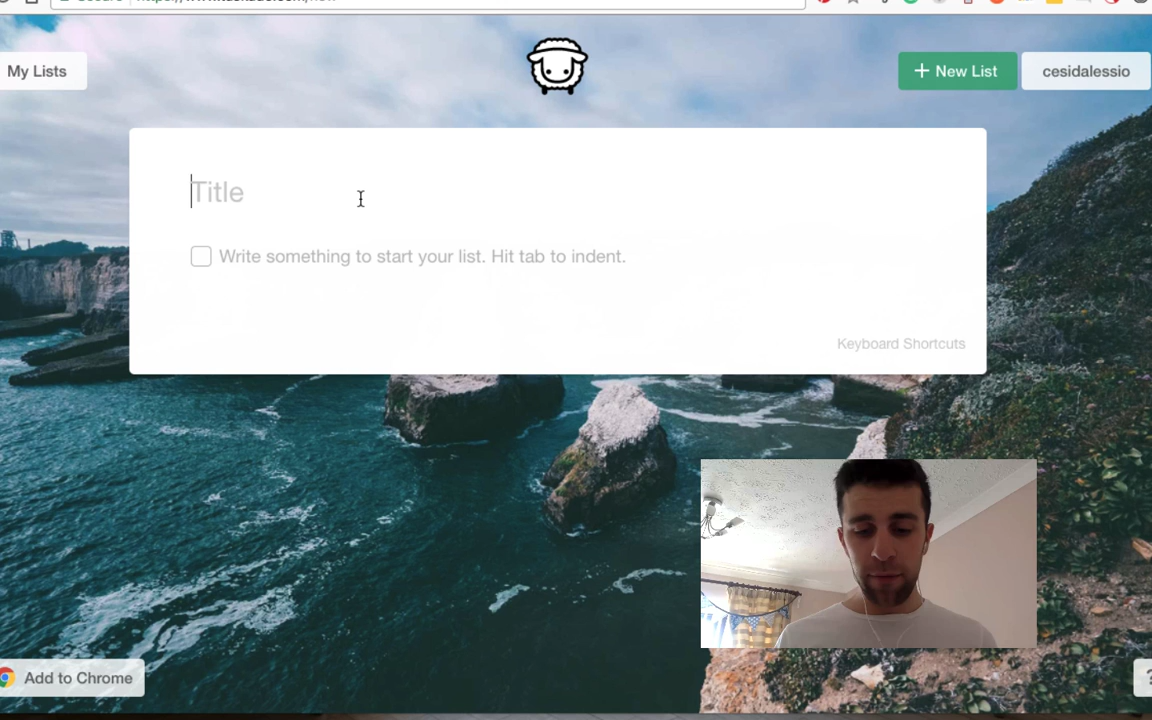 My Lists
+ New List
cesidalessio
Title
Write something to start your list. Hit tab to indent.
Keyboard Shortcuts
Add to Chrome
?